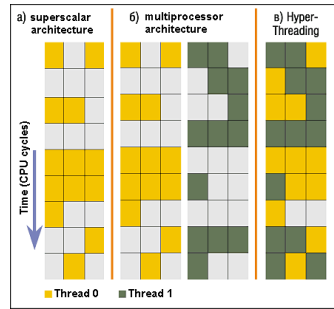 а) superscalar
architecture
б) multiprocessor
architecture
в) Hyper-
Threading
Time (CPU cycles)
Thread 0
Thread 1